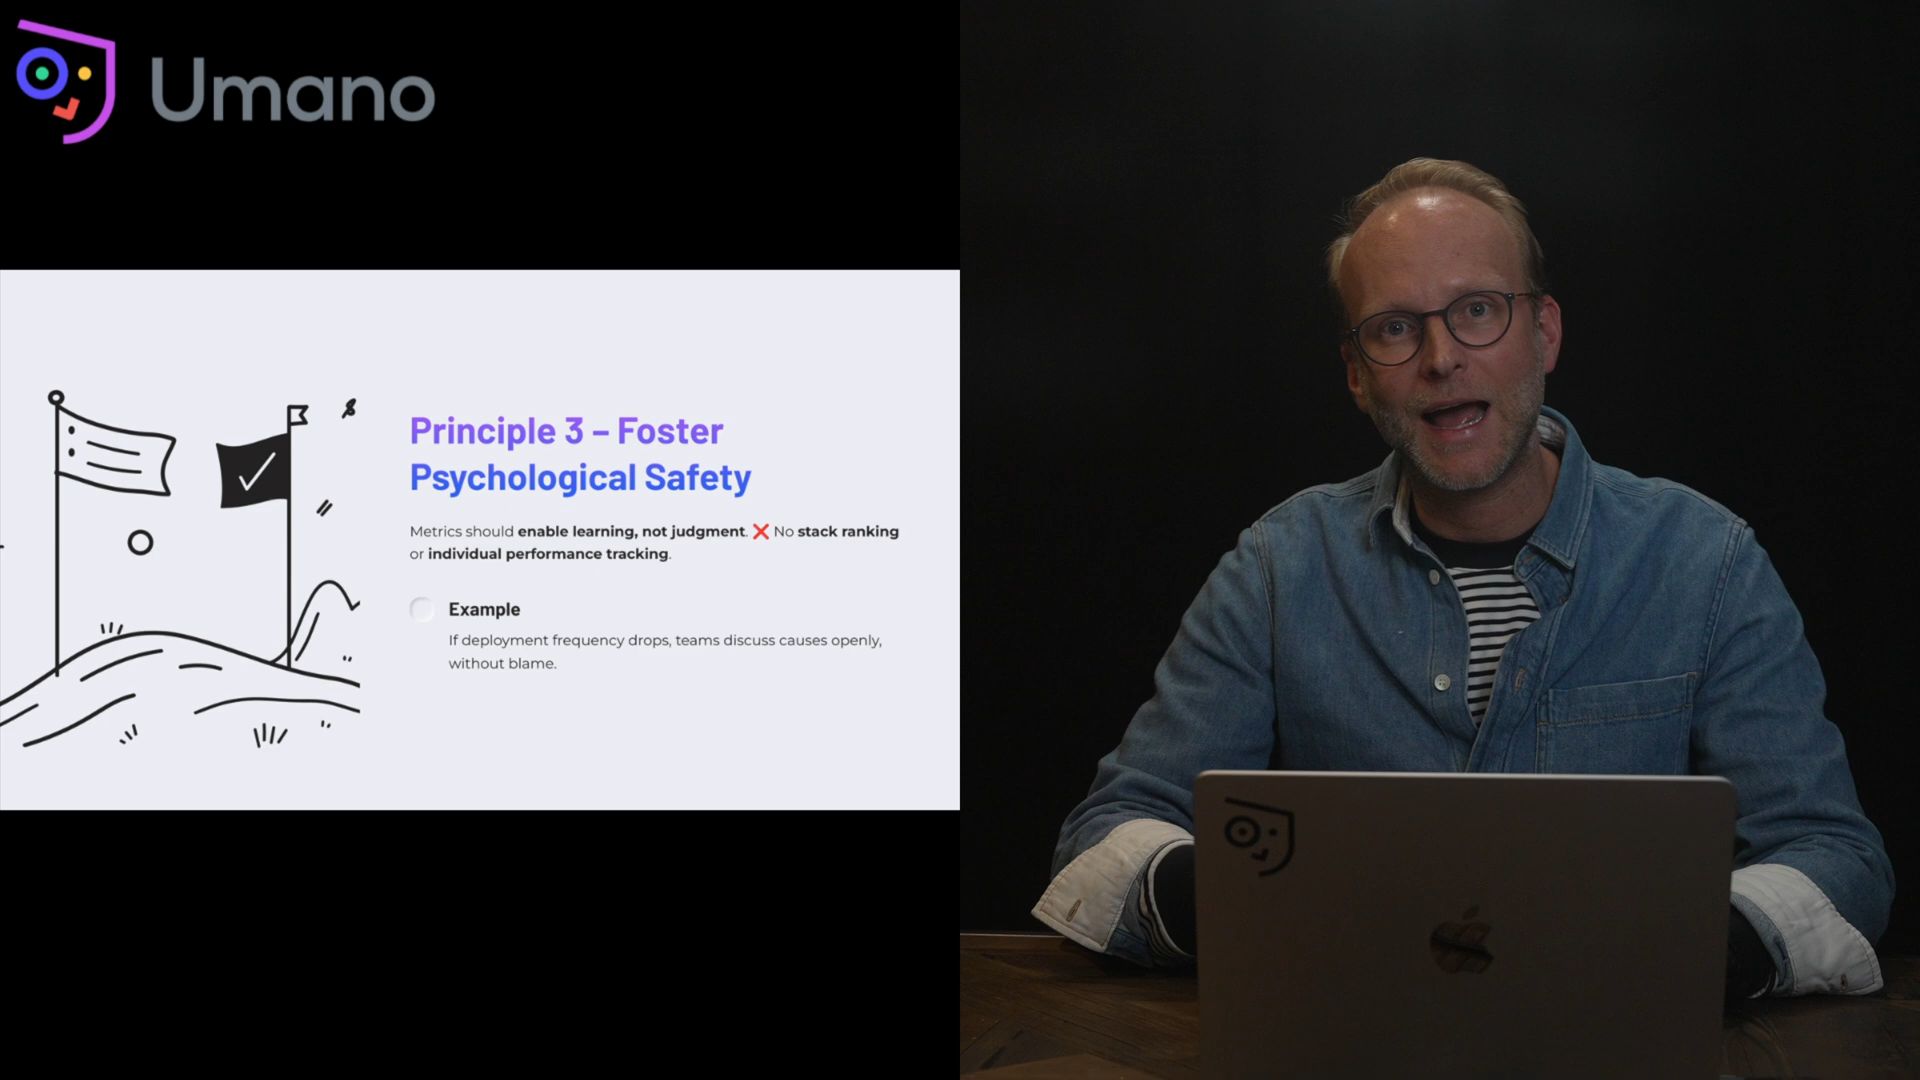 Umano
Principle 3 – Foster
Psychological Safety
Metrics should enable learning, not judgment. ❌ No stack ranking
or individual performance tracking.
Example
If deployment frequency drops, teams discuss causes openly,
without blame.